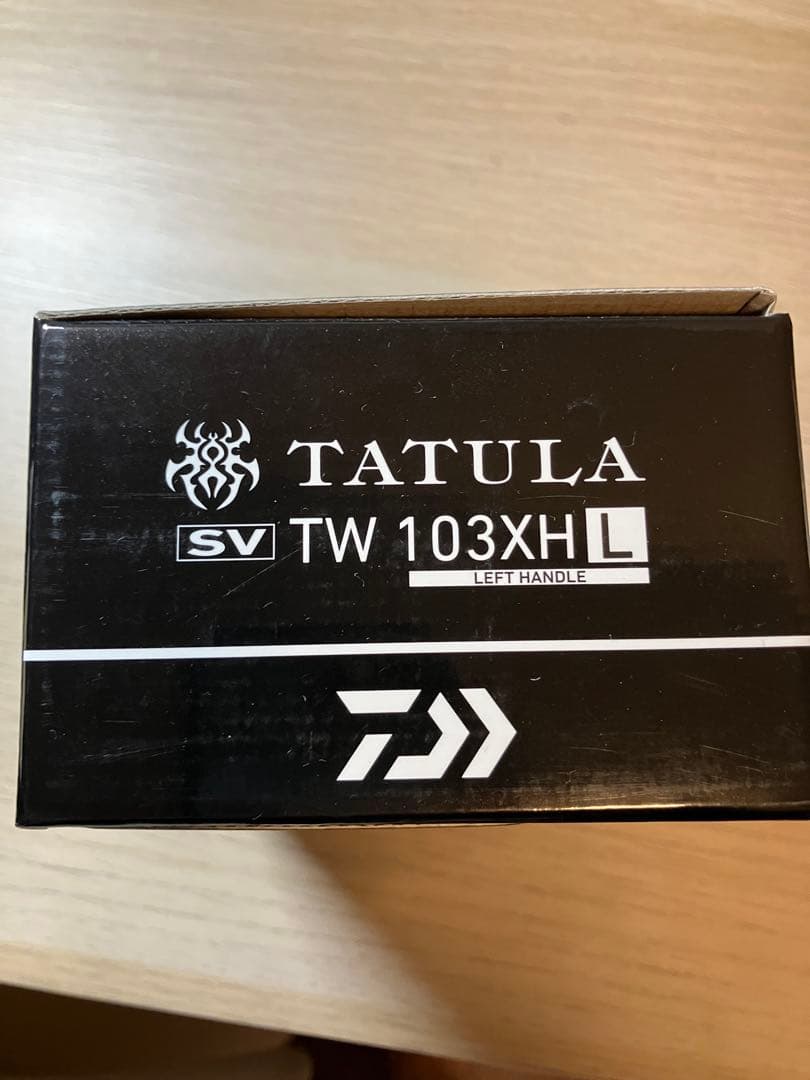 TATULA
SV TW 103XH L
LEFT HANDLE